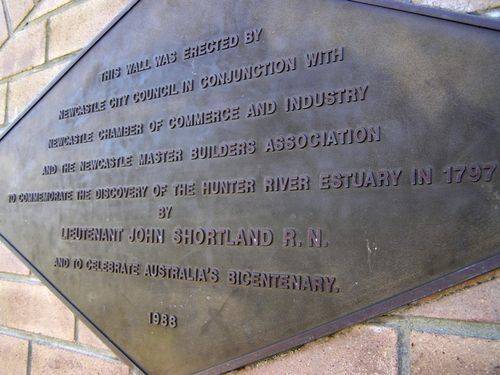 THIS WALL WAS ERECTED BY
NEWCASTLE CITY COUNCIL IN CONJUNCTION WITH
NEWCASTLE CHAMBER OF COMMERCE AND INDUSTRY
AND THE NEWCASTLE MASTER BUILDERS ASSOCIATION
TO COMMEMORATE THE DISCOVERY OF THE HUNTER RIVER ESTUARY IN 1797
BY
LIEUTENANT JOHN SHORTLAND R.N.
AND TO CELEBRATE AUSTRALIA'S BICENTENARY.
1988